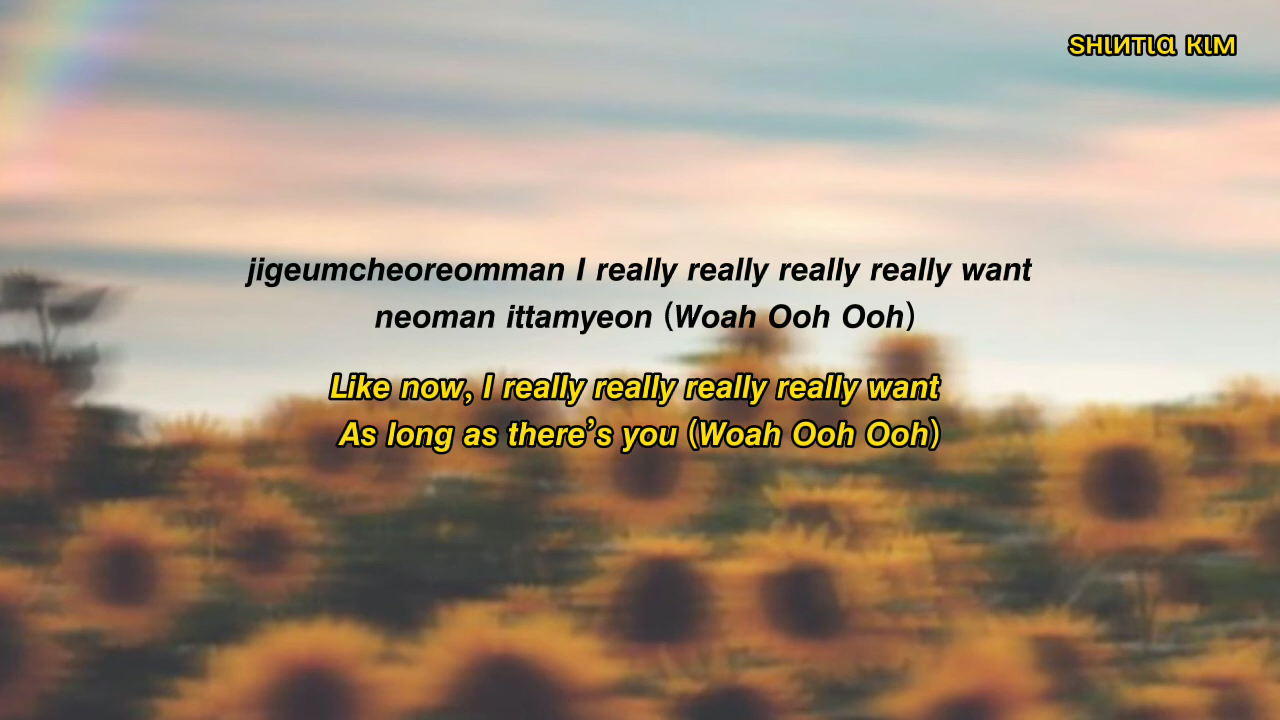 SHINTIA KIM
jigeumcheoreomman I really really really really want
neoman ittamyeon (Woah Ooh Ooh)
Like now, I really really really really want
As long as there's you (Woah Ooh Ooh)